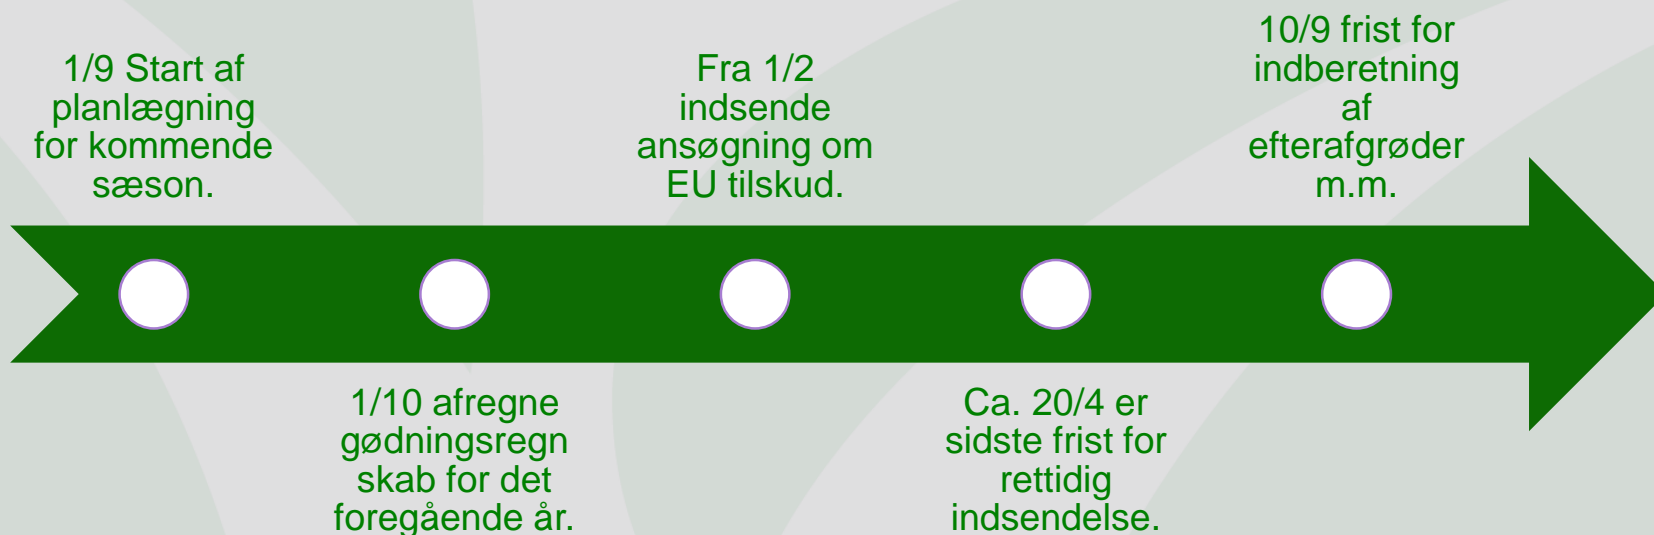 1/9 Start af
planlægning
for kommende
sæson.
1/10 afregne
gødningsregn
skab for det
foregående år.
Fra 1/2
indsende
ansøgning om
EU tilskud.
Ca. 20/4 er
sidste frist for
rettidig
indsendelse.
10/9 frist for
indberetning
af
efterafgrøder
m.m.